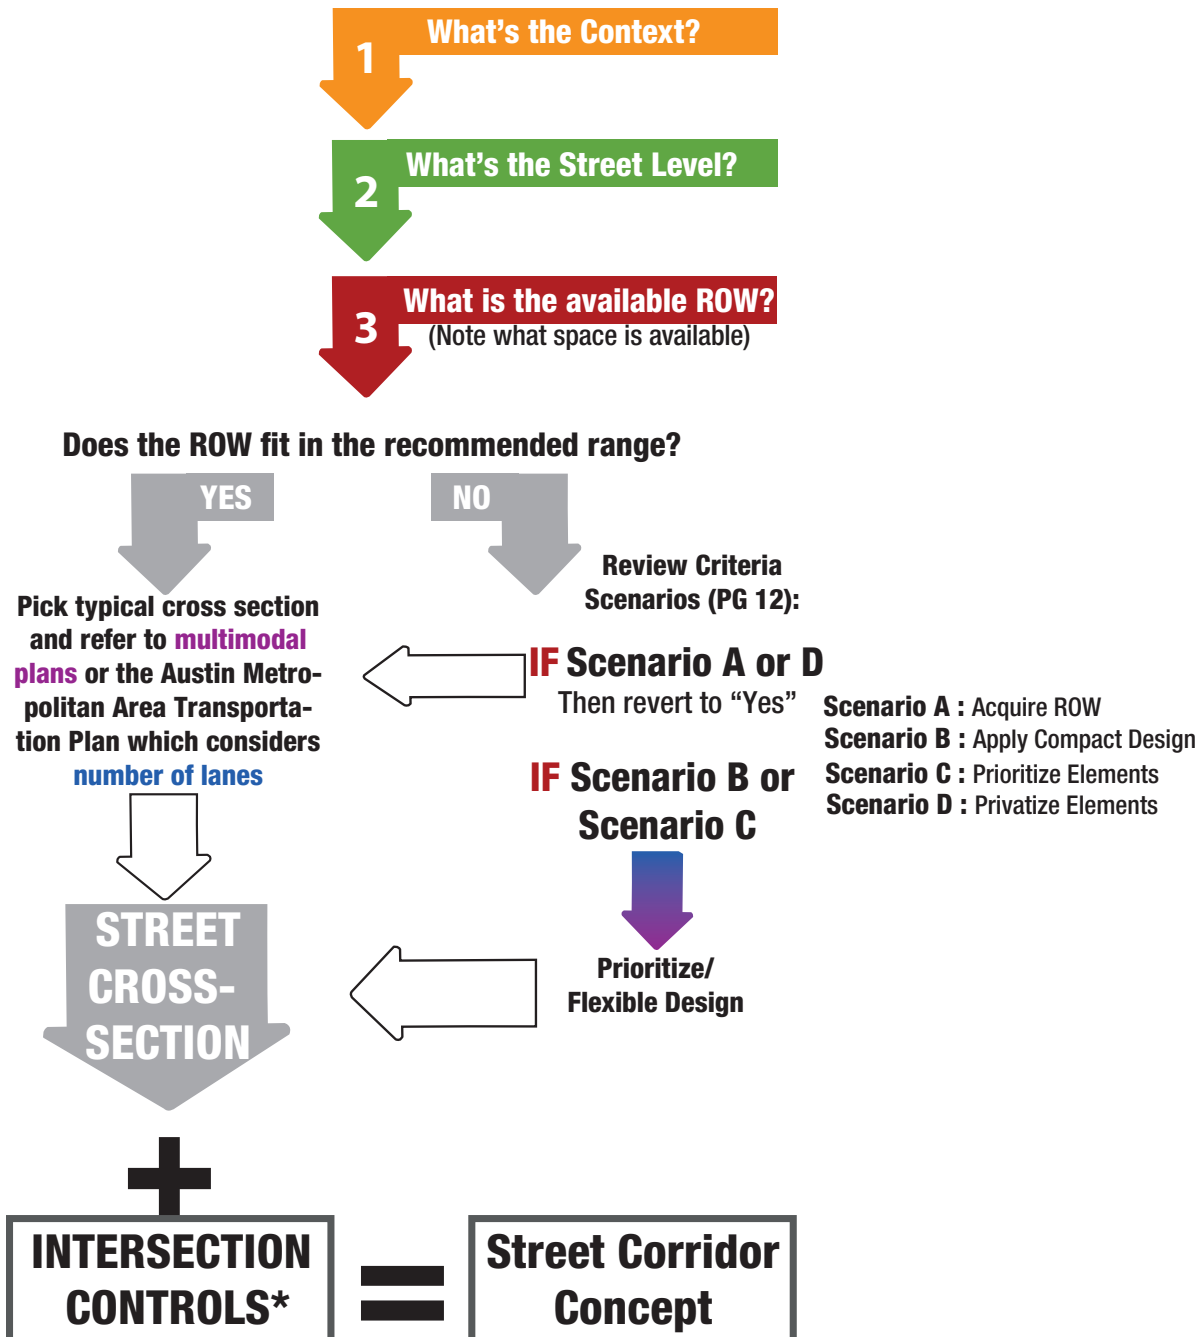 1
What's the Context?
2
What's the Street Level?
3
What is the available ROW?
(Note what space is available)
Does the ROW fit in the recommended range?
YES
NO
Pick typical cross section
and refer to multimodal
plans or the Austin Metro-
politan Area Transporta-
tion Plan which considers
number of lanes
Review Criteria
Scenarios (PG 12):
IF Scenario A or D
Then revert to “Yes”
IF Scenario B or
Scenario C
Scenario A : Acquire ROW
Scenario B : Apply Compact Design
Scenario C : Prioritize Elements
Scenario D : Privatize Elements
Prioritize/
Flexible Design
STREET
CROSS-
SECTION
+
INTERSECTION
CONTROLS*
=
Street Corridor
Concept